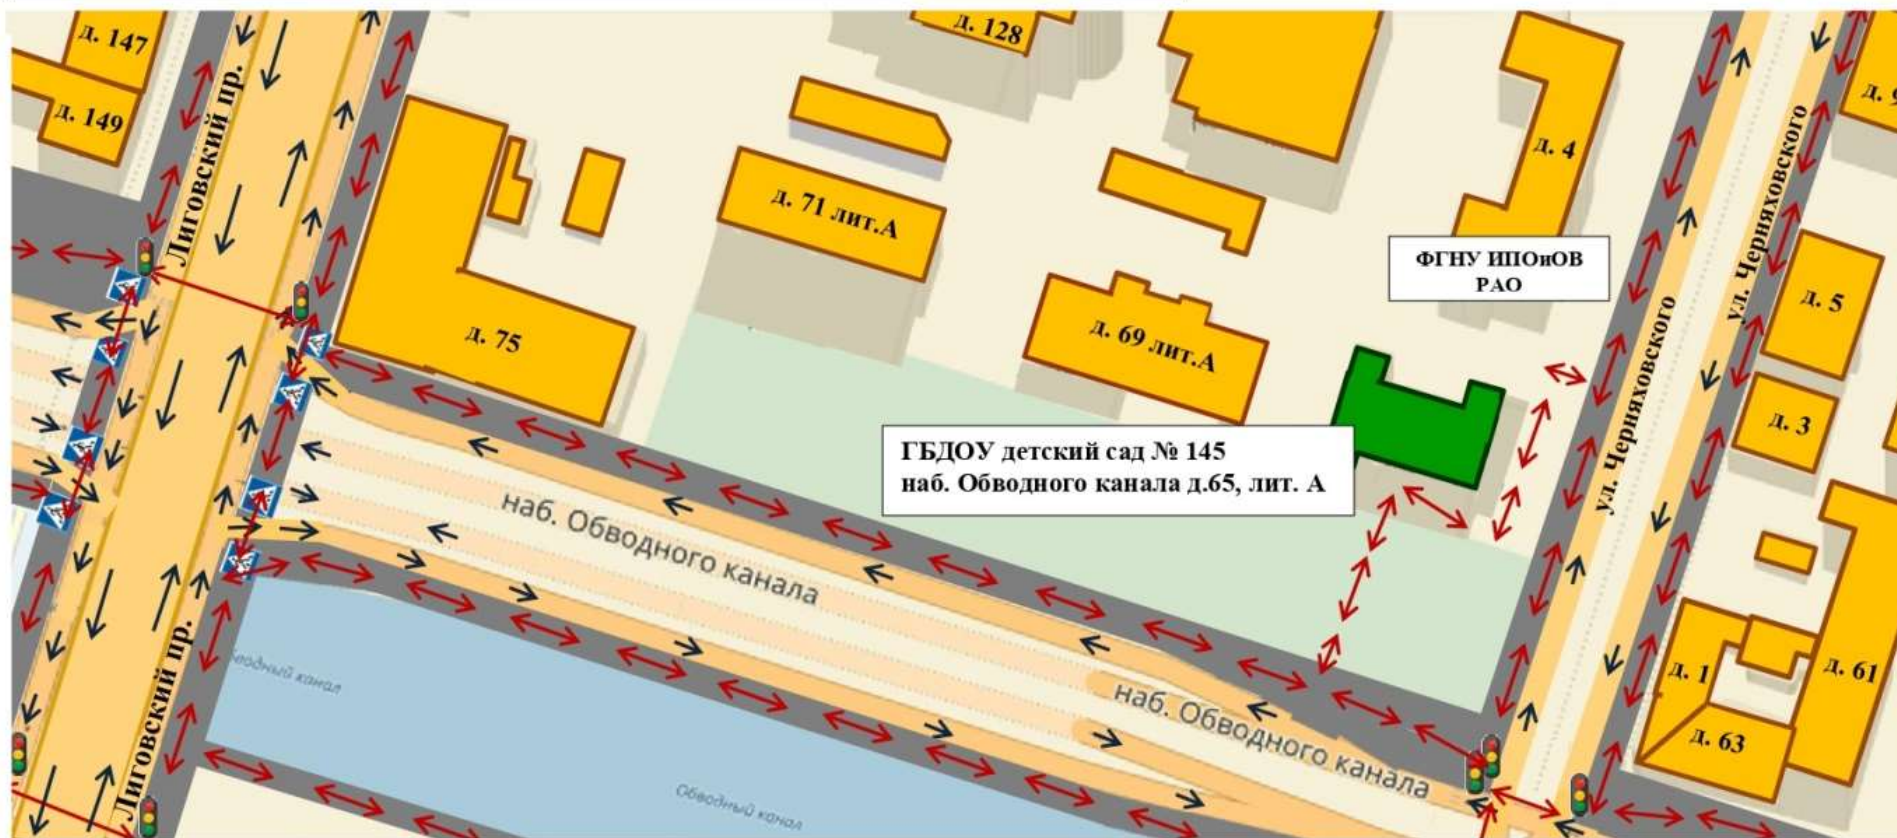 д. 147
д. 149
Лиговский пр.
д. 128
д. 4
д. 71 лит.А
ул. Черняховского
ФГНУ ИПОиОВ
РАО
д. 5
д. 75
д. 69 лит.А
ул. Черняховского
д. 3
ГБДОУ детский сад № 145
наб. Обводного канала д.65, лит. А
наб. Обводного канала
Лиговский пр.
канал
д. 1
д. 61
наб. Обводного канала
д. 63
Обводный канал